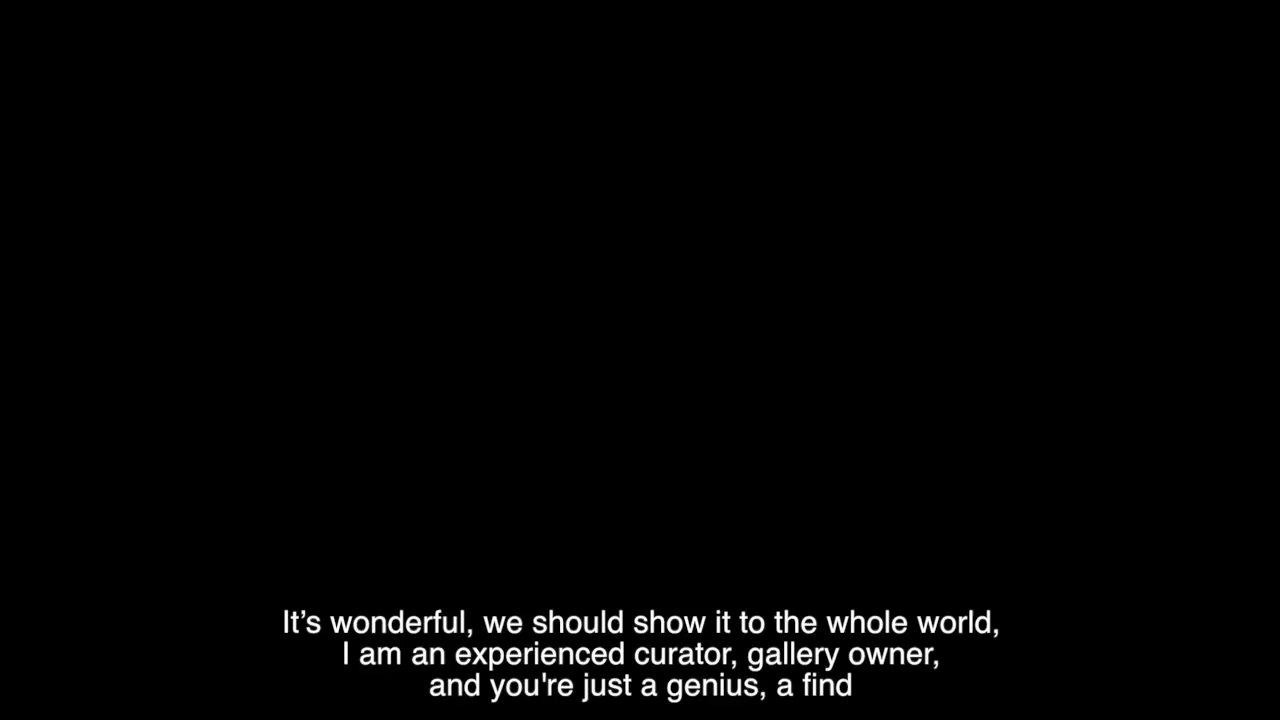 It’s wonderful, we should show it to the whole world,
I am an experienced curator, gallery owner,
and you're just a genius, a find